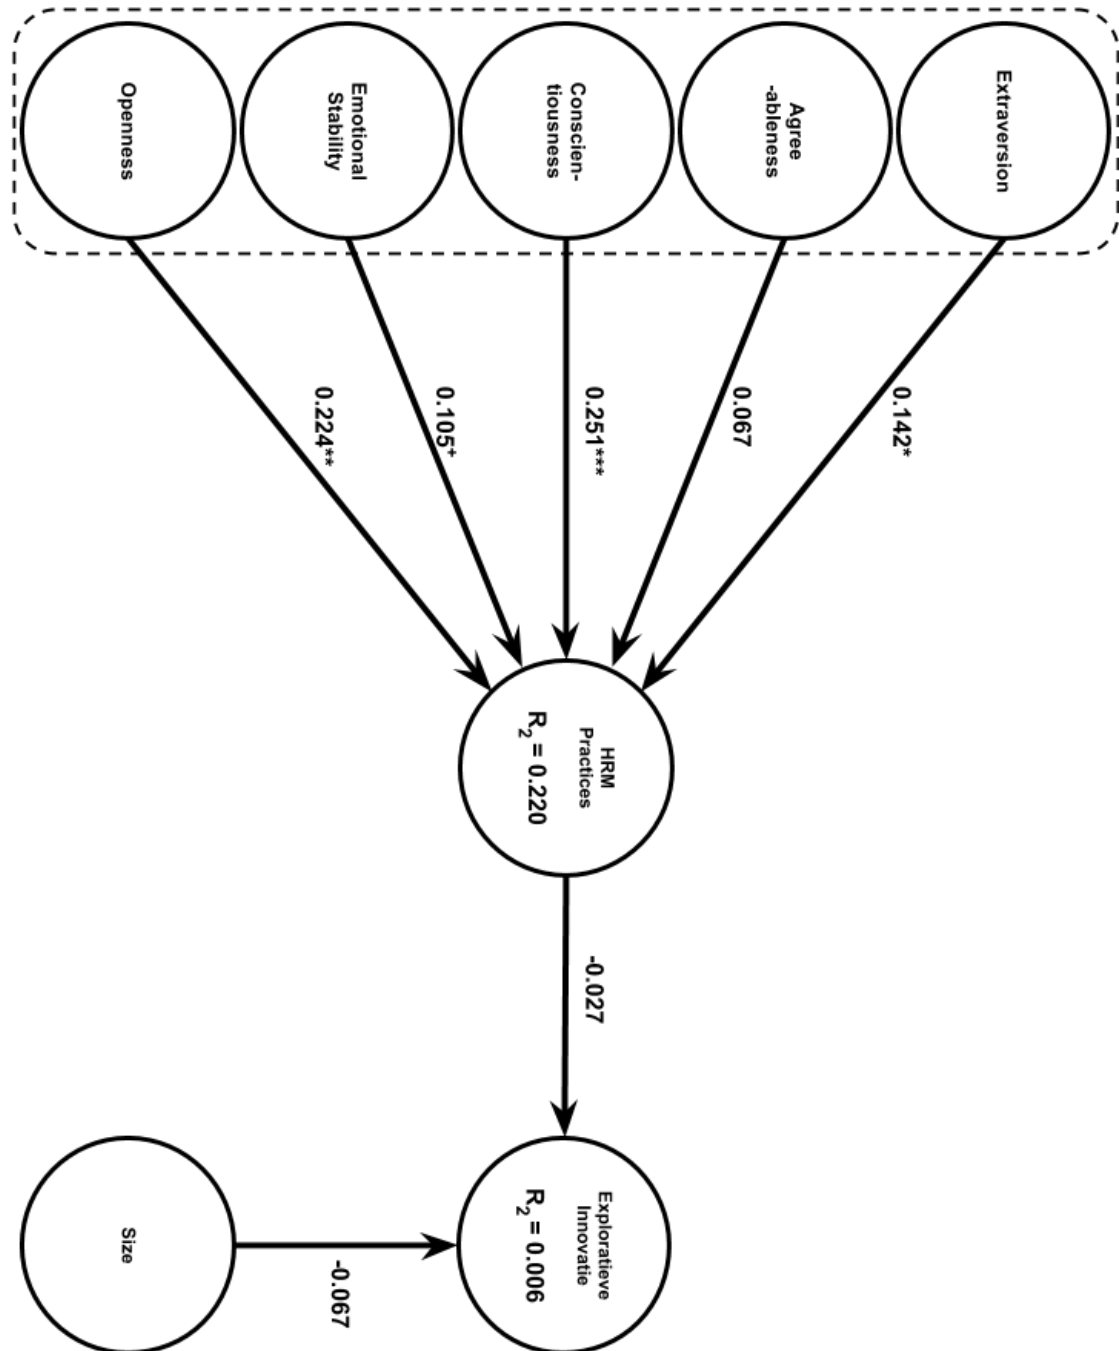 Extraversion
Agree
-ableness
Conscien-
tiousness
Emotional
Stability
Openness
0.142*
0.067
0.251***
0.105+
0.224**
HRM
Practices
R2 = 0.220
-0.027
Exploratieve
Innovatie
R2 = 0.006
-0.067
Size